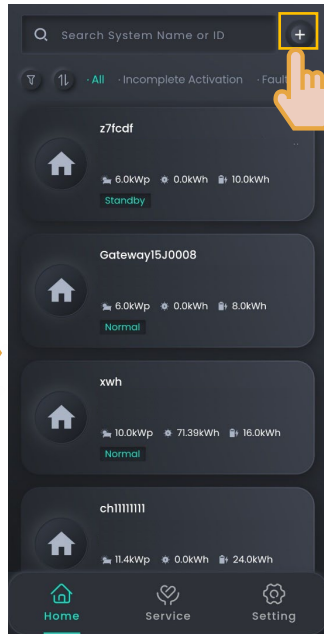 Search System Name or ID +
·All ·Incomplete Activation ·Fault
z7fcdf
6.0kWp 0.0kWh 10.0kWh
Standby
Gateway15J0008
6.0kWp 0.0kWh 8.0kWh
Normal
xwh
10.0kWp 71.39kWh 16.0kWh
Normal
ch11111111
11.4kWp 0.0kWh 24.0kWh
Home Service Setting